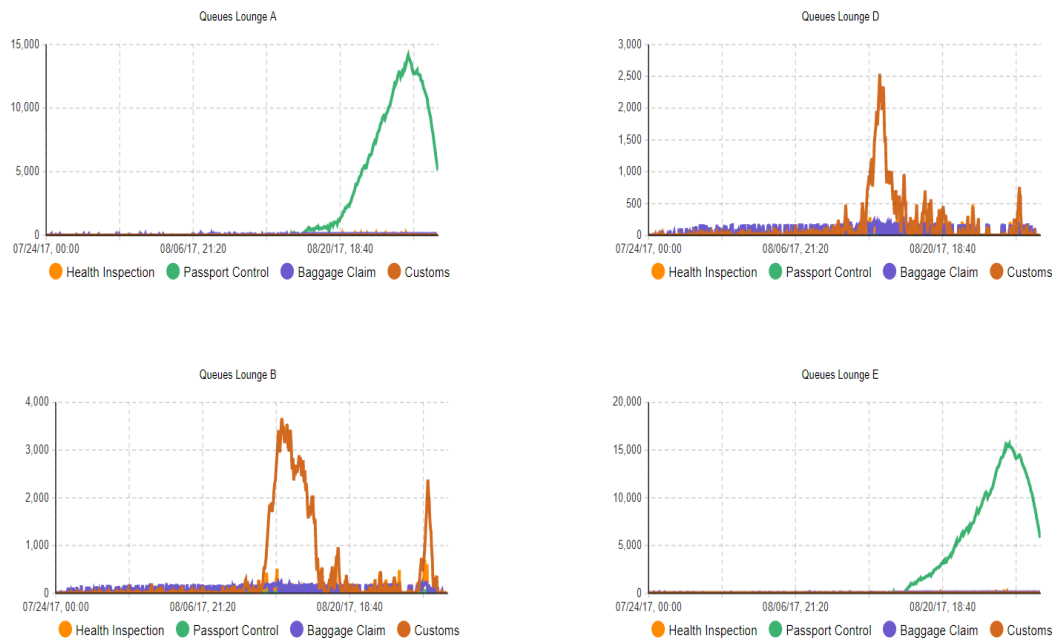 Queues Lounge A
15,000
10,000
5,000
0
07/24/17, 00:00 08/06/17, 21:20 08/20/17, 18:40
Health Inspection Passport Control Baggage Claim Customs
Queues Lounge D
3,000
2,500
2,000
1,500
1,000
500
0
07/24/17, 00:00 08/06/17, 21:20 08/20/17, 18:40
Health Inspection Passport Control Baggage Claim Customs
Queues Lounge B
4,000
3,000
2,000
1,000
0
07/24/17, 00:00 08/06/17, 21:20 08/20/17, 18:40
Health Inspection Passport Control Baggage Claim Customs
Queues Lounge E
20,000
15,000
10,000
5,000
0
07/24/17, 00:00 08/06/17, 21:20 08/20/17, 18:40
Health Inspection Passport Control Baggage Claim Customs